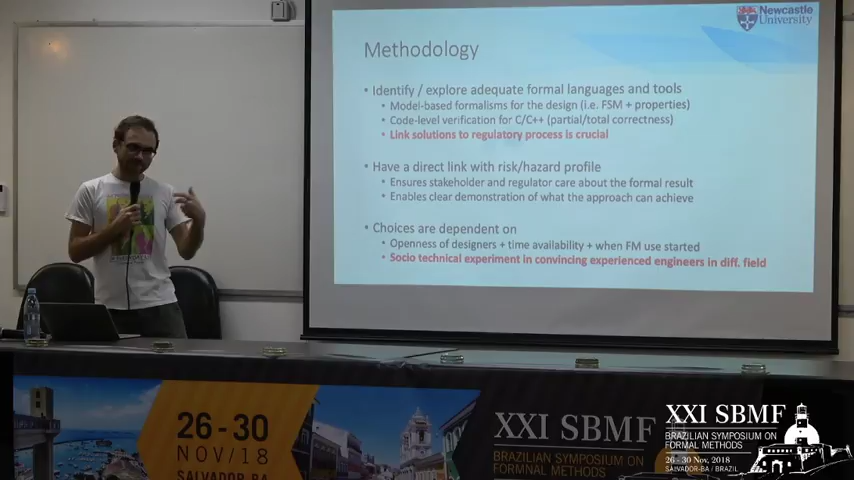 Newcastle
University
Methodology
• Identify / explore adequate formal languages and tools
• Model-based formalisms for the design (i.e. FSM + properties)
• Code-level verification for C/C++ (partial/total correctness)
• Link solutions to regulatory process is crucial
• Have a direct link with risk/hazard profile
• Ensures stakeholder and regulator care about the formal result
• Enables clear demonstration of what the approach can achieve
• Choices are dependent on
• Openness of designers + time availability + when FM use started
• Socio technical experiment in convincing experienced engineers in diff. field
26-30
NOV/18
SALVADOR-BA
XXI SBMF
BRAZILIAN SYMPOSIUM OF
FORMNAL METHODS
XXI SBMF
BRAZILIAN SYMPOSIUM ON
FORMAL METHODS
26 - 30 Nov, 2018
SALVADOR-BA / BRAZIL